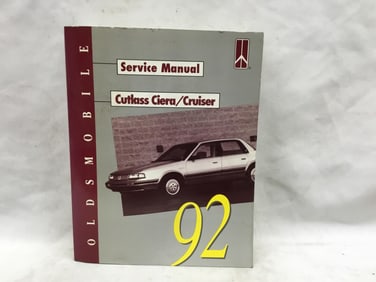 OLDSMOBILE
Service Manual
Cutlass Ciera/Cruiser
92